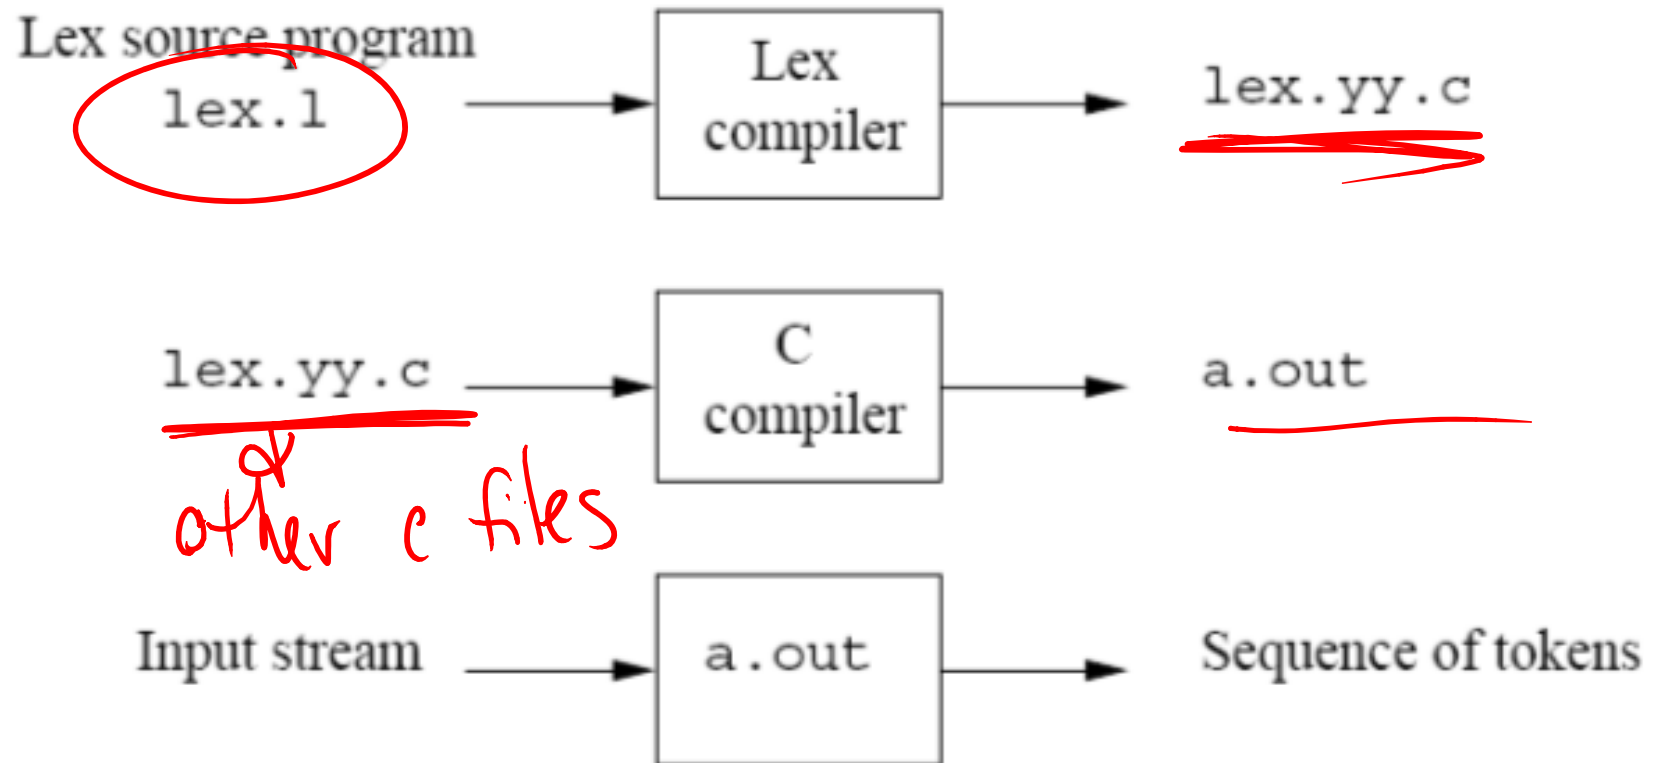 Lex source program
lex.l
Lex
compiler
lex.yy.c
lex.yy.c
C
compiler
a.out
& other c files
Input stream
a.out
Sequence of tokens